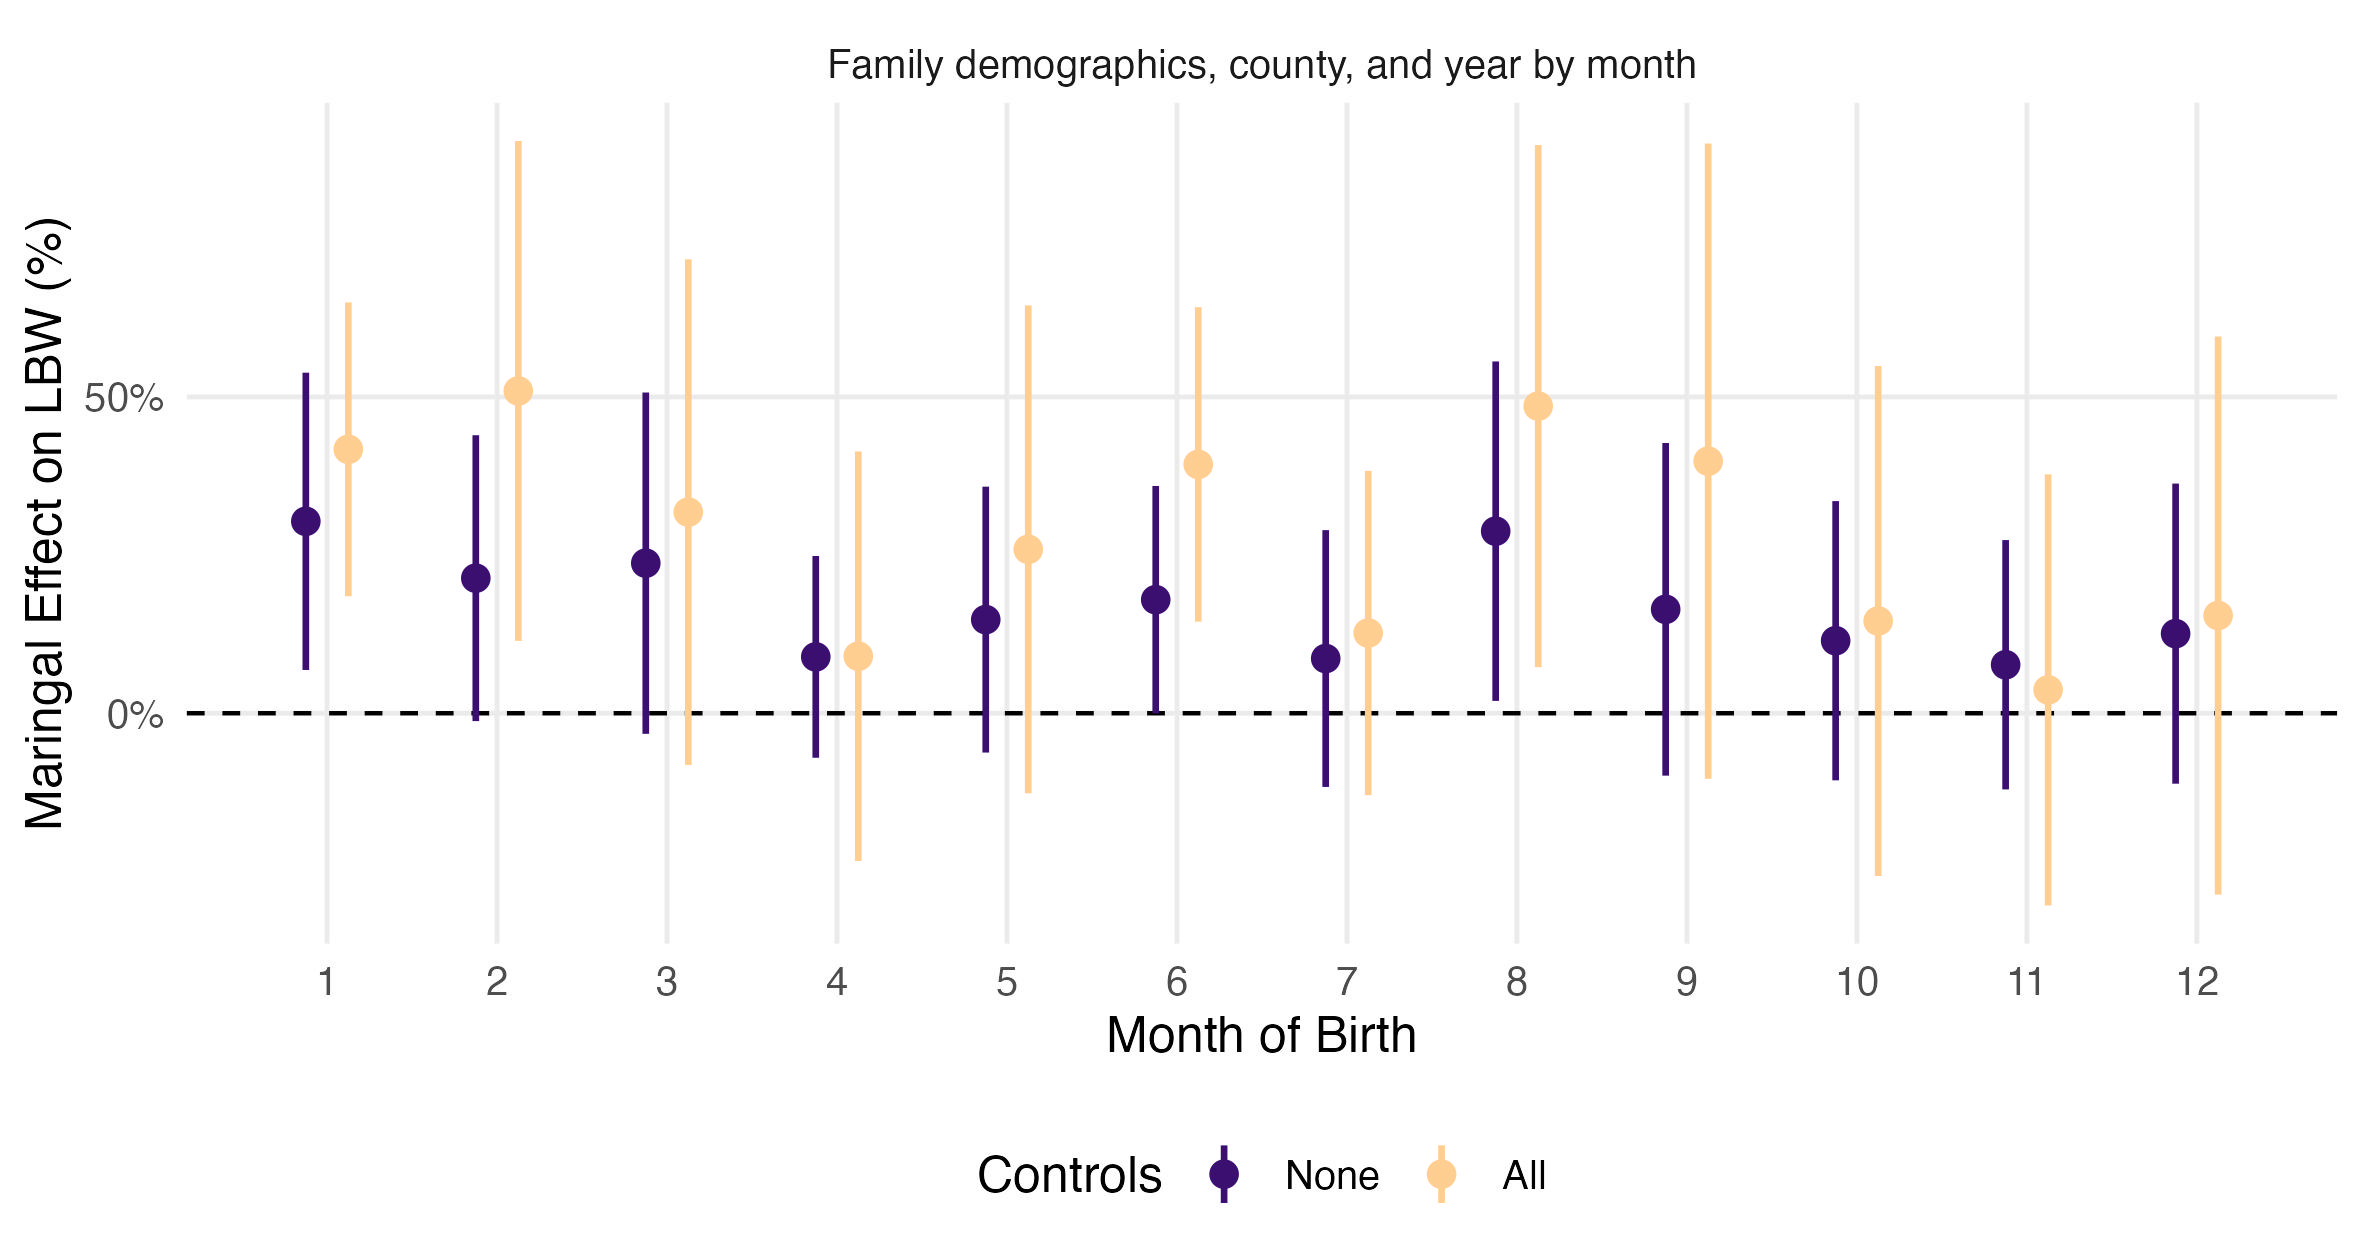 Family demographics, county, and year by month
Maringal Effect on LBW (%)
50%
0%
1 2 3 4 5 6 7 8 9 10 11 12
Month of Birth
Controls None All